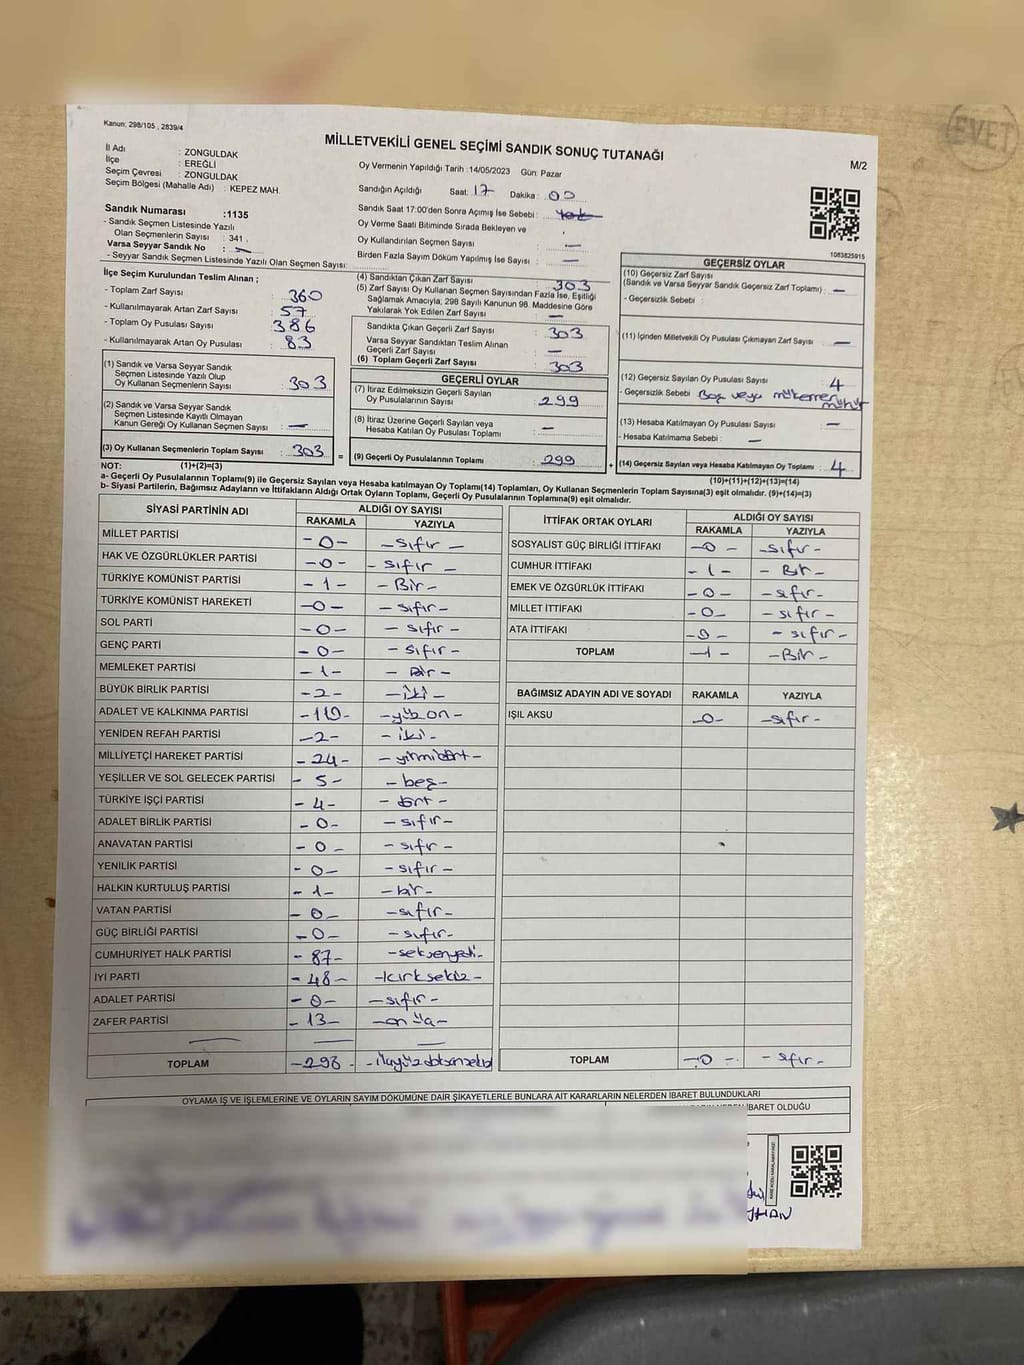 Kanun; 298/105 , 2839/4
MİLLETVEKİLİ GENEL SEÇİMİ SANDIK SONUÇ TUTANAĞI
M/2
İl Adı : ZONGULDAK
İlçe : EREĞLİ
Seçim Çevresi : ZONGULDAK
Seçim Bölgesi (Mahalle Adı) : KEPEZ MAH.
Oy Vermenin Yapıldığı Tarih :14/05/2023 Gün: Pazar
Sandığın Açıldığı Saat: 17 Dakika : 00
Sandık Saat 17:00'den Sonra Açımış İse Sebebi :
Oy Verme Saati Bitiminde Sırada Bekleyen ve
Oy Kullandırılan Seçmen Sayısı : —
Birden Fazla Sayım Döküm Yapılmış İse Sayısı : —
Sandık Numarası :1135
- Sandık Seçmen Listesinde Yazılı
Olan Seçmenlerin Sayısı : 341
Varsa Seyyar Sandık No : —
- Seyyar Sandık Seçmen Listesinde Yazılı Olan Seçmen Sayısı:
1083825915
İlçe Seçim Kurulundan Teslim Alınan ;
- Toplam Zarf Sayısı : 360
- Kullanılmayarak Artan Zarf Sayısı : 57
- Toplam Oy Pusulası Sayısı : 386
- Kullanılmayarak Artan Oy Pusulası : 83
(1) Sandık ve Varsa Seyyar Sandık
Seçmen Listesinde Yazılı Olup
Oy Kullanan Seçmenlerin Sayısı : 303
(2) Sandık ve Varsa Seyyar Sandık
Seçmen Listesinde Kayıtlı Olmayan
Kanun Gereği Oy Kullanan Seçmen Sayısı : —
(3) Oy Kullanan Seçmenlerin Toplam Sayısı : 303
(4) Sandıktan Çıkan Zarf Sayısı : 303
(5) Zarf Sayısı Oy Kullanan Seçmen Sayısından Fazla İse, Eşitliği
Sağlamak Amacıyla, 298 Sayılı Kanunun 98. Maddesine Göre
Yakılarak Yok Edilen Zarf Sayısı : —
Sandıkta Çıkan Geçerli Zarf Sayısı : 303
Varsa Seyyar Sandıktan Teslim Alınan
Geçerli Zarf Sayısı : —
(6) Toplam Geçerli Zarf Sayısı : 303
GEÇERLİ OYLAR
(7) İtiraz Edilmeksizin Geçerli Sayılan
Oy Pusulalarının Sayısı : 299
(8) İtiraz Üzerine Geçerli Sayılan veya
Hesaba Katılan Oy Pusulası Toplamı : —
= (9) Geçerli Oy Pusulalarının Toplamı : 299 +
GEÇERSİZ OYLAR
(10) Geçersiz Zarf Sayısı
(Sandık ve Varsa Seyyar Sandık Geçersiz Zarf Toplamı) : —
- Geçersizlik Sebebi :
(11) İçinden Milletvekili Oy Pusulası Çıkmayan Zarf Sayısı : —
(12) Geçersiz Sayılan Oy Pusulası Sayısı : 4
- Geçersizlik Sebebi : Boş veya mükerrer mühür
(13) Hesaba Katılmayan Oy Pusulası Sayısı : —
- Hesaba Katılmama Sebebi : —
(14) Geçersiz Sayılan veya Hesaba Katılmayan Oy Toplamı : 4
NOT: (1)+(2)=(3)
(10)+(11)+(12)+(13)=(14)
a- Geçerli Oy Pusulalarının Toplamı(9) ile Geçersiz Sayılan veya Hesaba Katılmayan Oy Toplamı(14) Toplamları, Oy Kullanan Seçmenlerin Toplam Sayısına(3) eşit olmalıdır. (9)+(14)=(3)
b- Siyasi Partilerin, Bağımsız Adayların ve İttifakların Aldığı Ortak Oyların Toplamı, Geçerli Oy Pusulalarının Toplamına(9) eşit olmalıdır.
SİYASİ PARTİNİN ADI ALDIĞI OY SAYISI
RAKAMLA YAZIYLA
MİLLET PARTİSI -0- -sıfır-
HAK VE ÖZGÜRLÜKLER PARTİSİ -0- -sıfır-
TÜRKİYE KOMÜNİST PARTİSİ -1- -Bir-
TÜRKİYE KOMÜNİST HAREKETİ -0- -sıfır-
SOL PARTİ -0- -sıfır-
GENÇ PARTİ -0- -sıfır-
MEMLEKET PARTİSİ -1- -Bir-
BÜYÜK BİRLİK PARTİSİ -2- -iki-
ADALET VE KALKINMA PARTİSİ -110- -yüz on-
YENİDEN REFAH PARTİSİ -2- -iki-
MİLLİYETÇİ HAREKET PARTİSİ -24- -yirmidört-
YEŞİLLER VE SOL GELECEK PARTİSİ -5- -beş-
TÜRKİYE İŞÇİ PARTİSİ -4- -dört-
ADALET BİRLİK PARTİSİ -0- -sıfır-
ANAVATAN PARTİSİ -0- -sıfır-
YENİLİK PARTİSİ -0- -sıfır-
HALKIN KURTULUŞ PARTİSİ -1- -bir-
VATAN PARTİSİ -0- -sıfır-
GÜÇ BİRLİĞİ PARTİSİ -0- -sıfır-
CUMHURİYET HALK PARTİSİ -87- -seksenyedi-
İYİ PARTİ -48- -kırksekiz-
ADALET PARTİSİ -0- -sıfır-
ZAFER PARTİSİ -13- -on üç-
TOPLAM -298- -ikiyüzdoksansekiz
İTTİFAK ORTAK OYLARI ALDIĞI OY SAYISI
RAKAMLA YAZIYLA
SOSYALİST GÜÇ BİRLİĞİ İTTİFAKI -0- -sıfır-
CUMHUR İTTİFAKI -1- -Bir-
EMEK VE ÖZGÜRLÜK İTTİFAKI -0- -sıfır-
MİLLET İTTİFAKI -0- -sıfır-
ATA İTTİFAKI -0- -sıfır-
TOPLAM -1- -Bir-
BAĞIMSIZ ADAYIN ADI VE SOYADI RAKAMLA YAZIYLA
IŞIL AKSU -0- -sıfır-
TOPLAM -0- -sıfır-
OYLAMA İŞ VE İŞLEMLERİNE VE OYLARIN SAYIM DÖKÜMÜNE DAİR ŞİKAYETLERLE BUNLARA AİT KARARLARIN NELERDEN İBARET BULUNDUKLARI
İBARET OLDUĞU
EVET